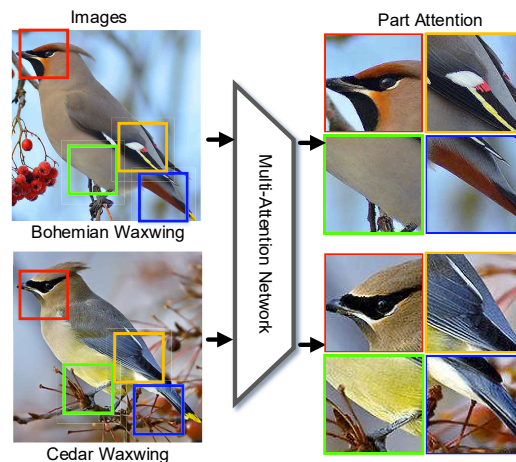 Images
Part Attention
Bohemian Waxwing
Multi-Attention Network
Cedar Waxwing